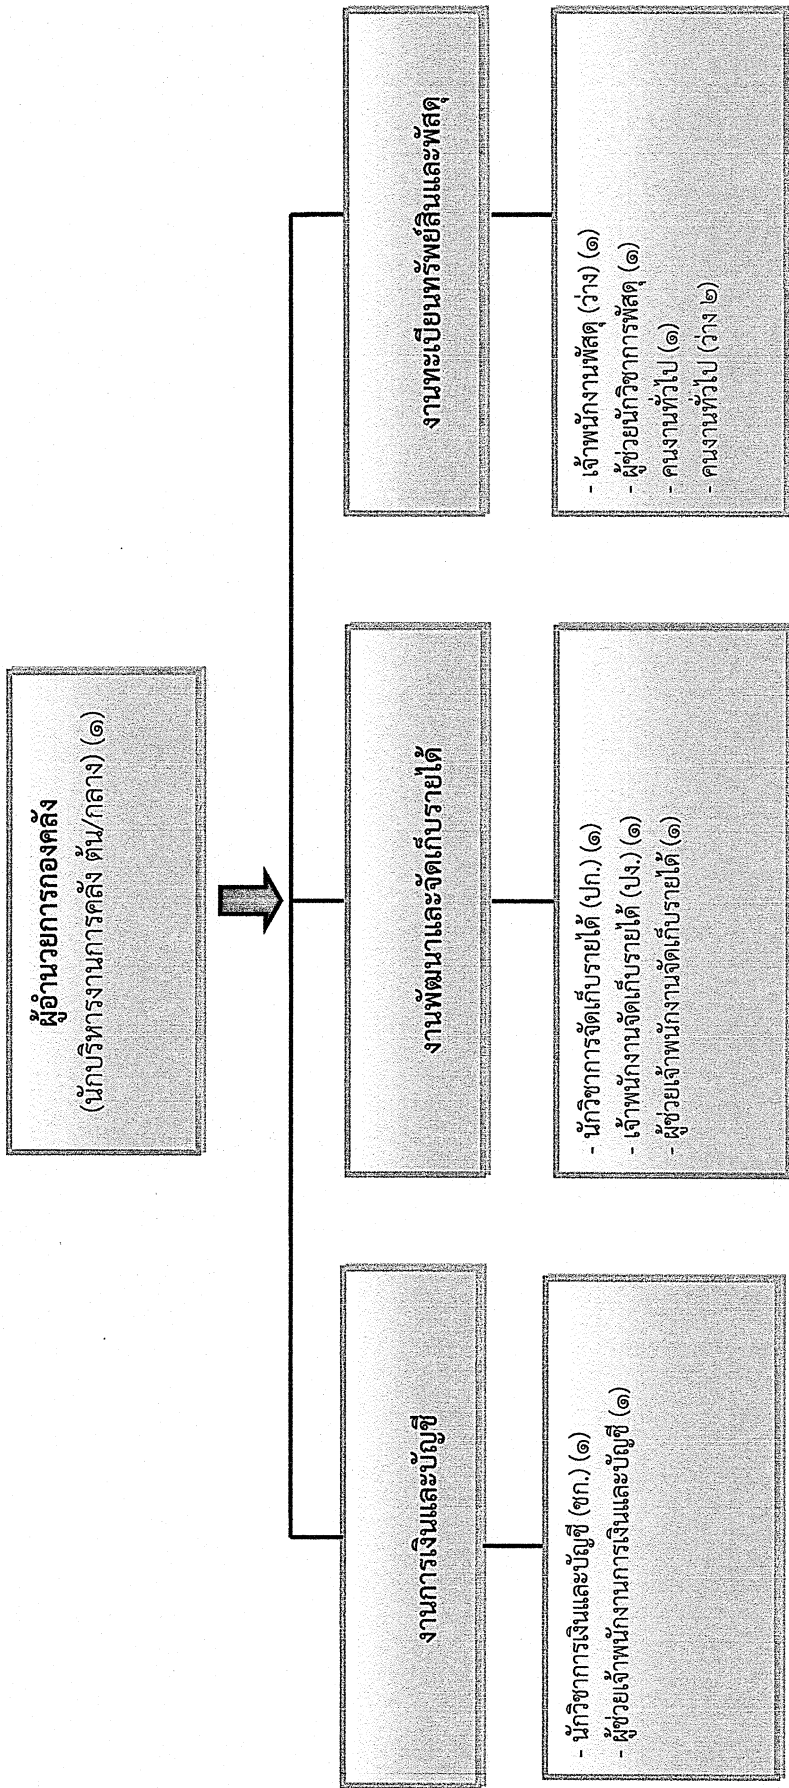 ผู้อำนวยการกองคลัง
(นักบริหารงานการคลัง ต้น/กลาง) (๑)
งานการเงินและบัญชี
- นักวิชาการเงินและบัญชี (ชก.) (๑)
- ผู้ช่วยเจ้าพนักงานการเงินและบัญชี (๑)
งานพัฒนาและจัดเก็บรายได้
- นักวิชาการจัดเก็บรายได้ (ปก.) (๑)
- เจ้าพนักงานจัดเก็บรายได้ (ปง.) (๑)
- ผู้ช่วยเจ้าพนักงานจัดเก็บรายได้ (๑)
งานทะเบียนทรัพย์สินและพัสดุ
- เจ้าพนักงานพัสดุ (ว่าง) (๑)
- ผู้ช่วยนักวิชาการพัสดุ (๑)
- คนงานทั่วไป (๑)
- คนงานทั่วไป (ว่าง ๒)